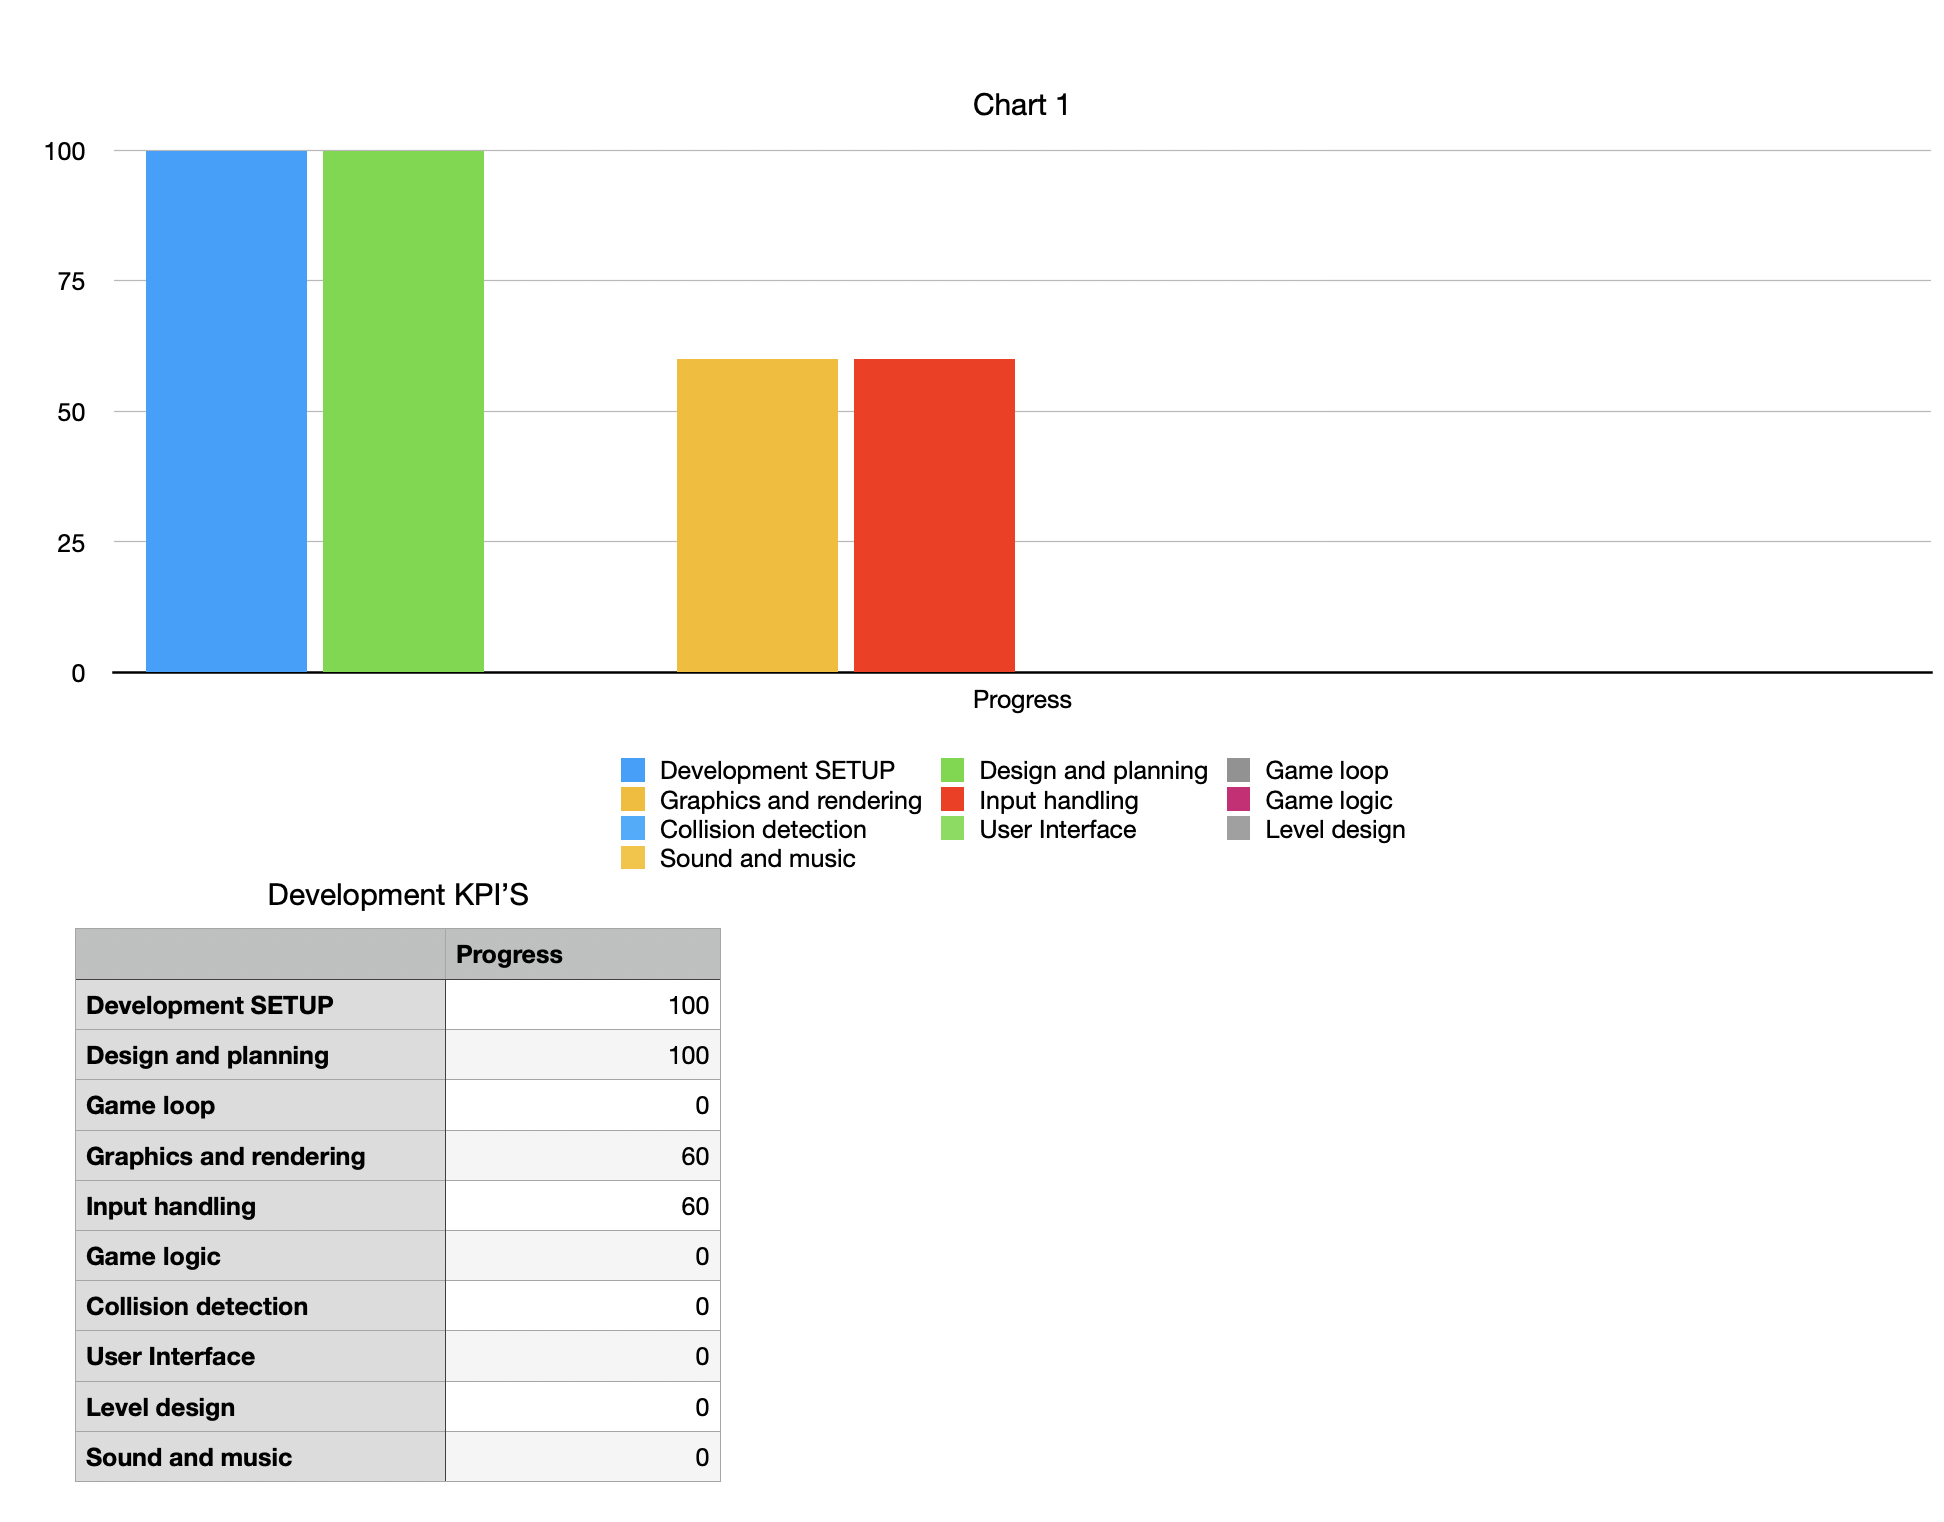 Chart 1
100
75
50
25
0
Progress
Development SETUP Design and planning Game loop
Graphics and rendering Input handling Game logic
Collision detection User Interface Level design
Sound and music
Development KPI’S
Progress
Development SETUP 100
Design and planning 100
Game loop 0
Graphics and rendering 60
Input handling 60
Game logic 0
Collision detection 0
User Interface 0
Level design 0
Sound and music 0